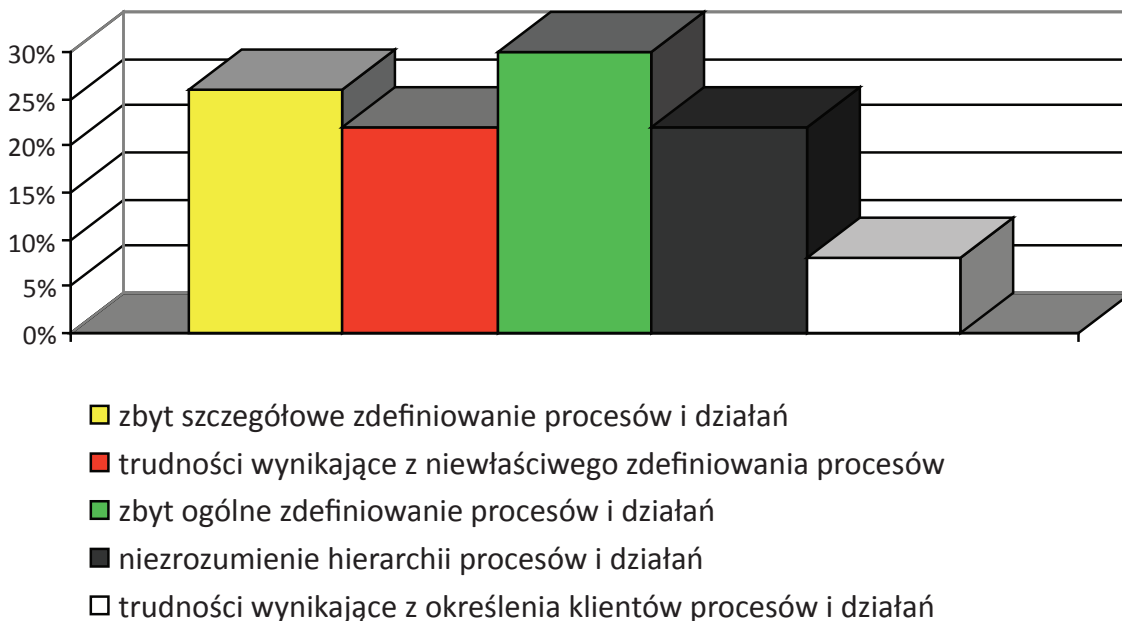 30%
25%
20%
15%
10%
5%
0%
zbyt szczegółowe zdefiniowanie procesów i działań
trudności wynikające z niewłaściwego zdefiniowania procesów
zbyt ogólne zdefiniowanie procesów i działań
niezrozumienie hierarchii procesów i działań
trudności wynikające z określenia klientów procesów i działań